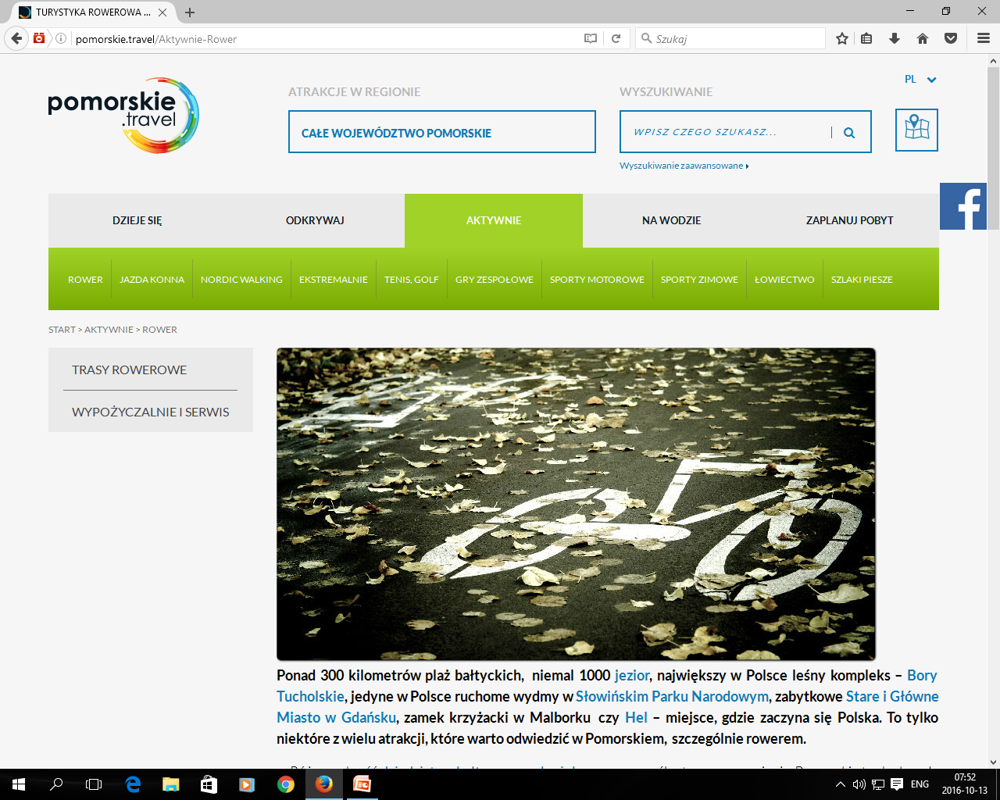 TURYSTYKA ROWEROWA ...
pomorskie.travel/Aktywnie-Rower
Szukaj
pomorskie
.travel
ATRAKCJE W REGIONIE
CAŁE WOJEWÓDZTWO POMORSKIE
WYSZUKIWANIE
WPISZ CZEGO SZUKASZ...
Wyszukiwanie zaawansowane
PL
DZIEJE SIĘ ODKRYWAJ AKTYWNIE NA WODZIE ZAPLANUJ POBYT
ROWER JAZDA KONNA NORDIC WALKING EKSTREMALNIE TENIS, GOLF GRY ZESPOŁOWE SPORTY MOTOROWE SPORTY ZIMOWE ŁOWIECTWO SZLAKI PIESZE
START > AKTYWNIE > ROWER
TRASY ROWEROWE
WYPOŻYCZALNIE I SERWIS
Ponad 300 kilometrów plaż bałtyckich, niemal 1000 jezior, największy w Polsce leśny kompleks – Bory
Tucholskie, jedyne w Polsce ruchome wydmy w Słowińskim Parku Narodowym, zabytkowe Stare i Główne
Miasto w Gdańsku, zamek krzyżacki w Malborku czy Hel – miejsce, gdzie zaczyna się Polska. To tylko
niektóre z wielu atrakcji, które warto odwiedzić w Pomorskiem, szczególnie rowerem.
ENG
07:52
2016-10-13